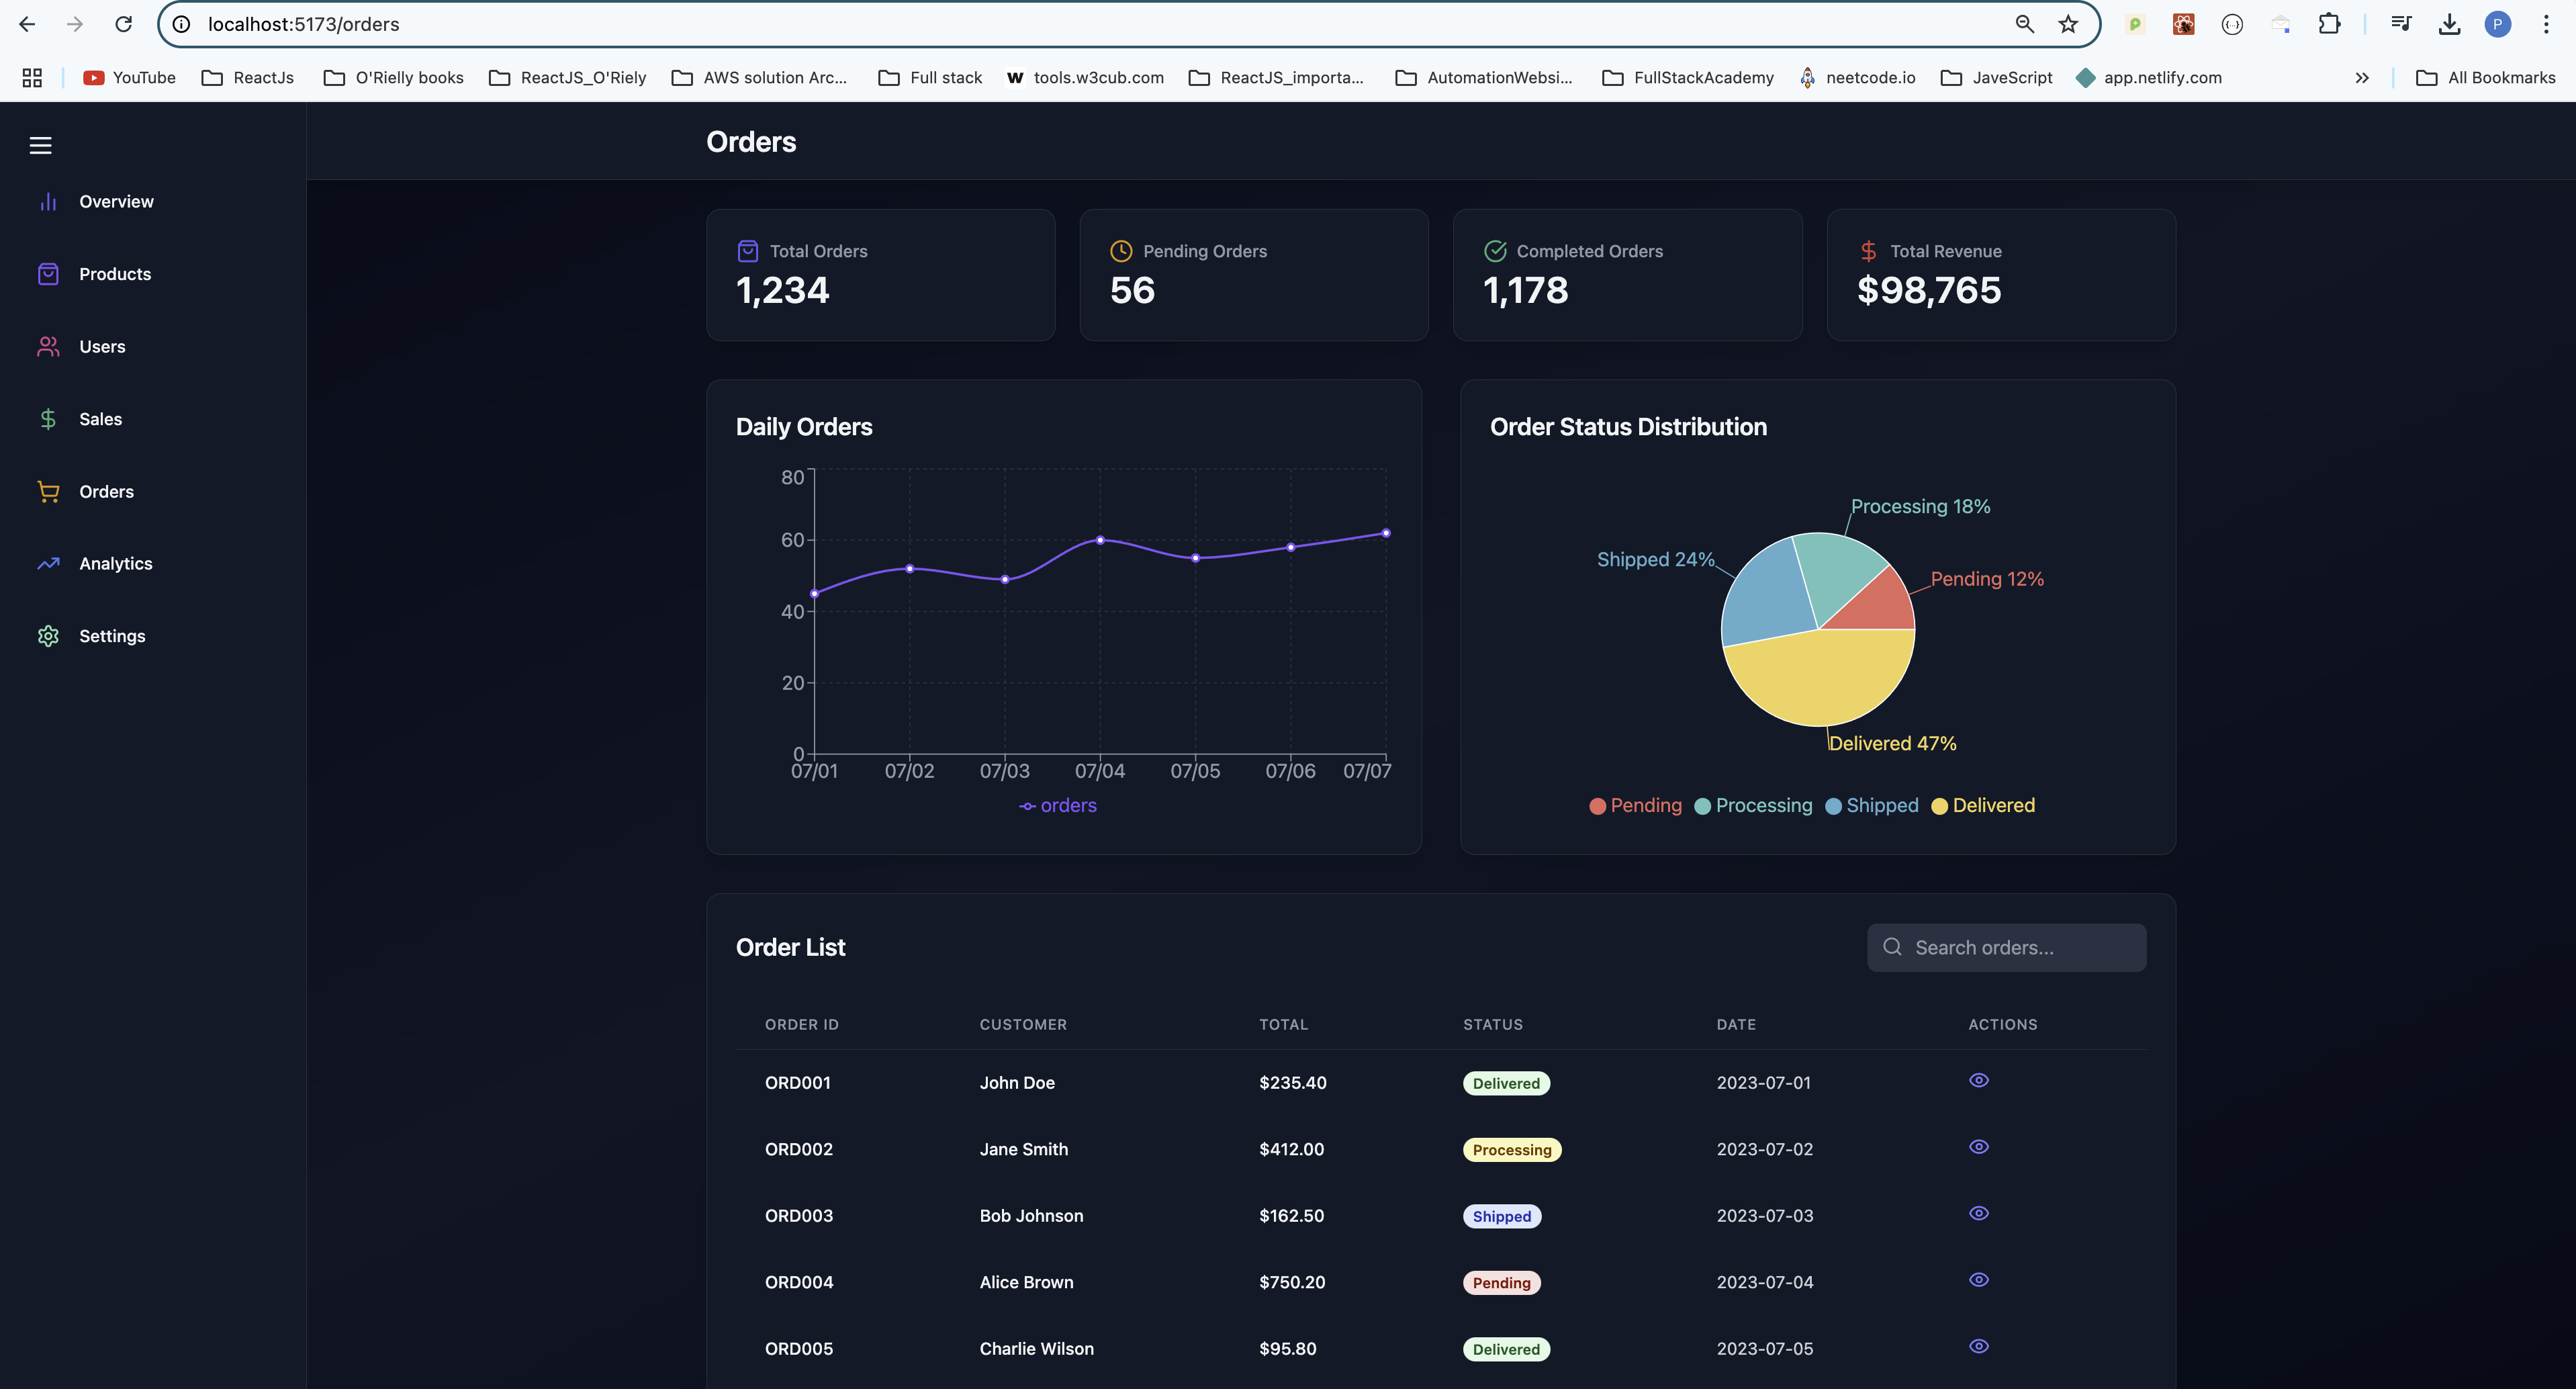 localhost:5173/orders
P
YouTube ReactJs O'Rielly books ReactJS_O'Riely AWS solution Arc... Full stack tools.w3cub.com ReactJS_importa... AutomationWebsi... FullStackAcademy neetcode.io JaveScript app.netlify.com All Bookmarks
Overview
Products
Users
Sales
Orders
Analytics
Settings
Orders
Total Orders
1,234
Pending Orders
56
Completed Orders
1,178
Total Revenue
$98,765
Daily Orders
80
60
40
20
0
07/01 07/02 07/03 07/04 07/05 07/06 07/07
orders
Order Status Distribution
Processing 18%
Shipped 24%
Pending 12%
Delivered 47%
Pending Processing Shipped Delivered
Order List
Search orders...
ORDER ID CUSTOMER TOTAL STATUS DATE ACTIONS
ORD001 John Doe $235.40 Delivered 2023-07-01
ORD002 Jane Smith $412.00 Processing 2023-07-02
ORD003 Bob Johnson $162.50 Shipped 2023-07-03
ORD004 Alice Brown $750.20 Pending 2023-07-04
ORD005 Charlie Wilson $95.80 Delivered 2023-07-05